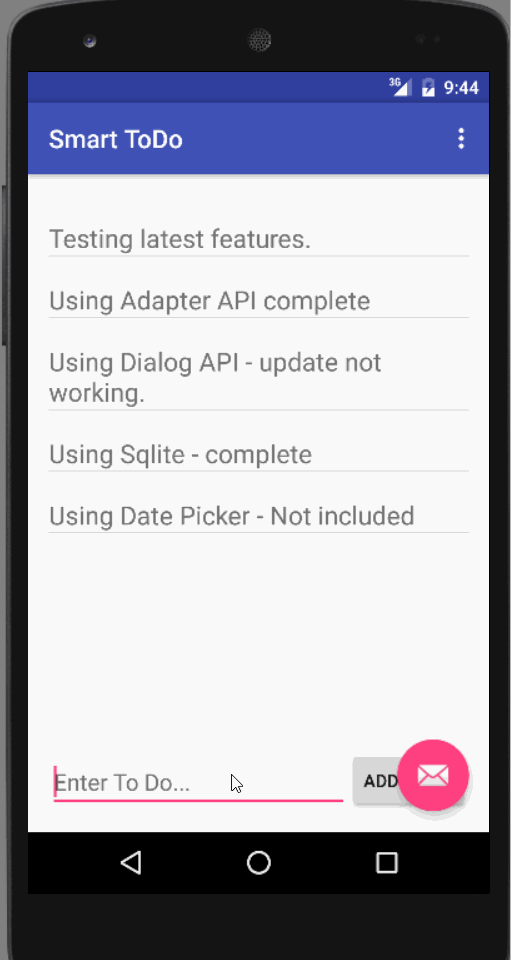 3G 9:44
Smart ToDo
Testing latest features.
Using Adapter API complete
Using Dialog API - update not
working.
Using Sqlite - complete
Using Date Picker - Not included
Enter To Do...
ADD